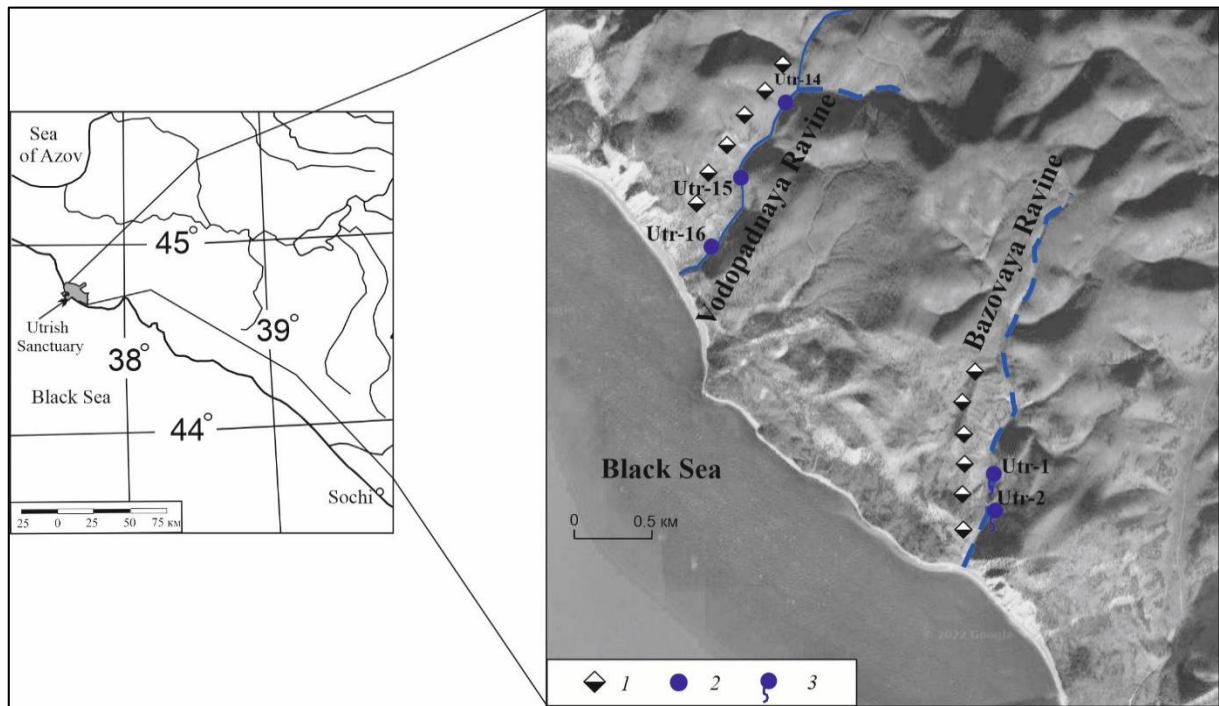 Sea
of Azov
45°
39°
Utrish
Sanctuary
38°
Black Sea
44°
Sochi
25 0 25 50 75 км
2022 Google
Utr-14
Utr-15
Utr-16
Vodopadnaya Ravine
Bazovaya Ravine
Utr-1
Utr-2
Black Sea
0 0.5 км
© 2022 Google
1 2 3